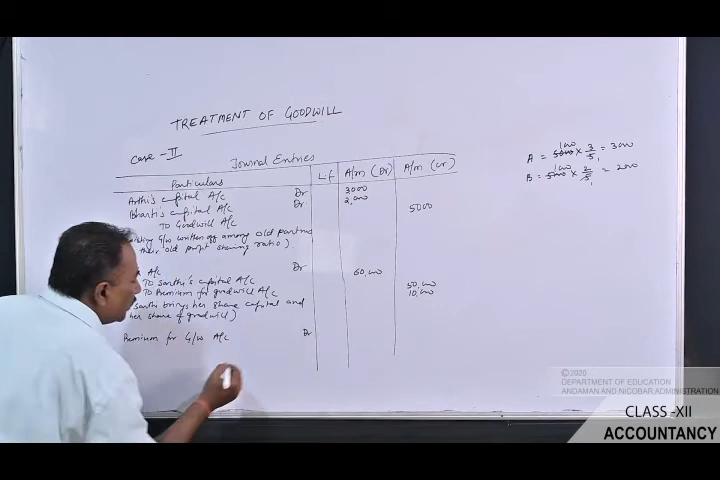 TREATMENT OF GOODWILL
Case - II
Journal Entries
Particulars L.f A/m (Dr) A/m (Cr)
Arthi's capital A/c Dr 3000
Bharti's capital A/c Dr 2,000
To Goodwill A/c 5000
existing G/w written off among old partners
their old profit sharing ratio).
A/c Dr 60,000
To Santhi's capital A/c 50,000
To Premium for goodwill A/c 10,000
Santhi brings her share capital and
her share of goodwill)
Premium for G/w A/c Dr
A = 5000 × 3/5 = 3000
B = 5000 × 2/5 = 2000
©2020
DEPARTMENT OF EDUCATION
ANDAMAN AND NICOBAR ADMINISTRATION
CLASS -XII
ACCOUNTANCY